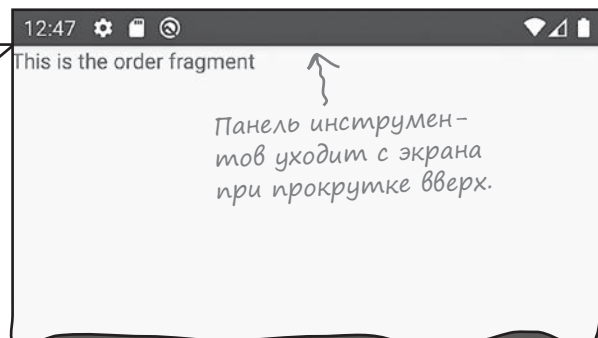 12:47
This is the order fragment
Панель инструмен-
тов уходит с экрана
при прокрутке вверх.